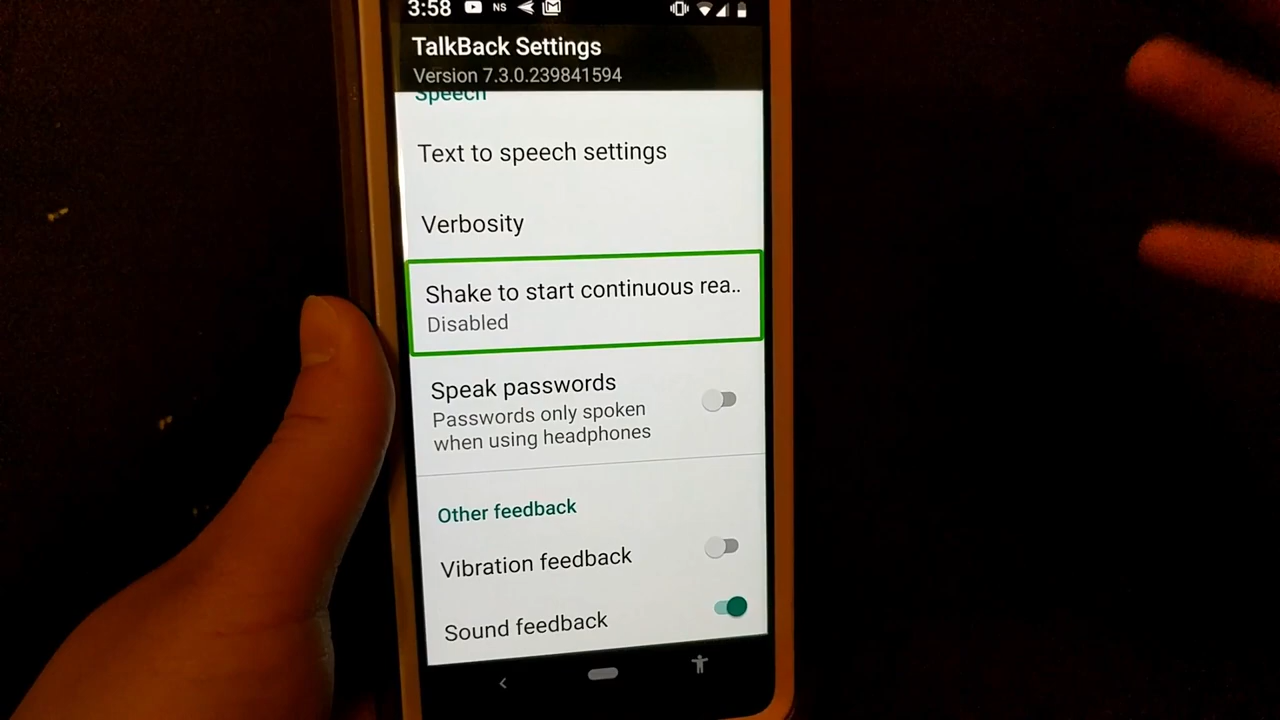 3:58 NS
TalkBack Settings
Version 7.3.0.239841594
Speech
Text to speech settings
Verbosity
Shake to start continuous rea..
Disabled
Speak passwords
Passwords only spoken
when using headphones
Other feedback
Vibration feedback
Sound feedback